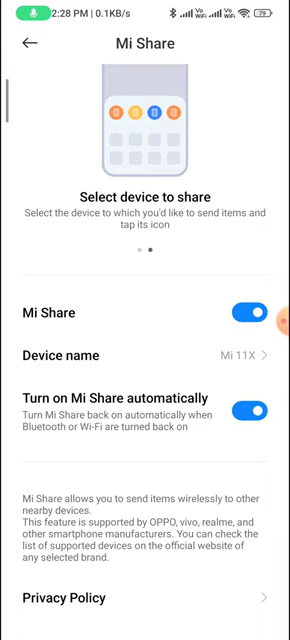 2:28 PM | 0.1KB/s
Vo WiFi
Vo WiFi
79
Mi Share
Select device to share
Select the device to which you'd like to send items and
tap its icon
Mi Share
Device name
Mi 11X
Turn on Mi Share automatically
Turn Mi Share back on automatically when
Bluetooth or Wi-Fi are turned back on
Mi Share allows you to send items wirelessly to other
nearby devices.
This feature is supported by OPPO, vivo, realme, and
other smartphone manufacturers. You can check the
list of supported devices on the official website of
any selected brand.
Privacy Policy